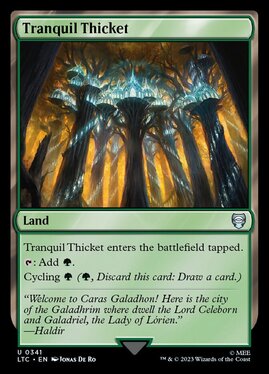 Tranquil Thicket
Land
Tranquil Thicket enters the battlefield tapped.
: Add .
Cycling (, Discard this card: Draw a card.)
“Welcome to Caras Galadhon! Here is the city
of the Galadhrim where dwell the Lord Celeborn
and Galadriel, the Lady of Lórien.”
—Haldir
U 0341
LTC • EN Jonas De Ro
© MEE
™ & © 2023 Wizards of the Coast